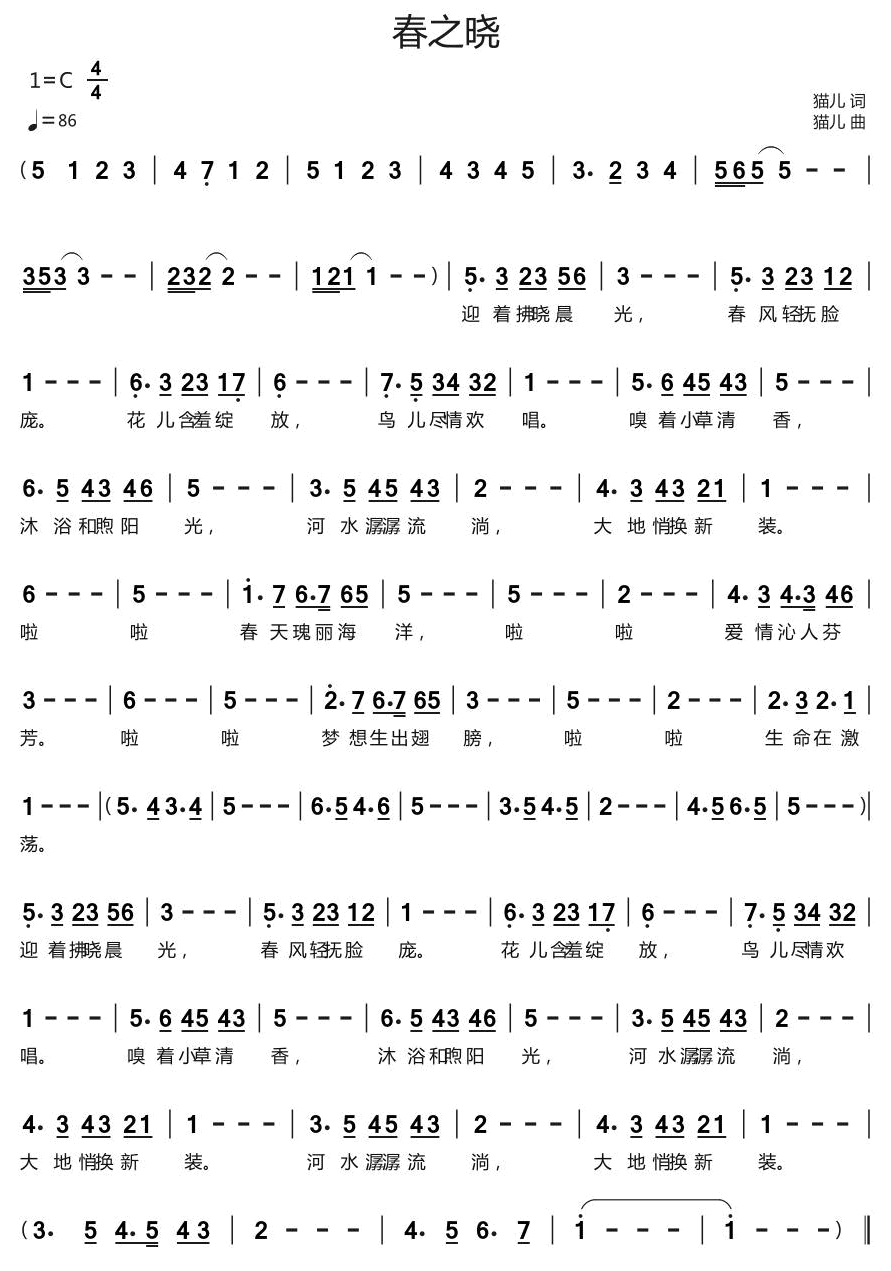 春之晓
1=C 4/4
♩=86
猫儿 词
猫儿 曲
(5 1 2 3 | 4 7̣ 1 2 | 5 1 2 3 | 4 3 4 5 | 3. 2 3 4 | 565 5 - - |
353 3 - - | 232 2 - - | 121 1 - - ) | 5̣. 3 23 56 | 3 - - - | 5̣. 3 23 12 |
迎 着 拂晓 晨 光, 春 风 轻抚 脸
1 - - - | 6̣. 3 23 17̣ | 6̣ - - - | 7̣. 5̣ 34 32 | 1 - - - | 5. 6 45 43 | 5 - - - |
庞。 花 儿 含羞 绽 放, 鸟 儿 尽情 欢 唱。 嗅 着 小草 清 香,
6. 5 43 46 | 5 - - - | 3. 5 45 43 | 2 - - - | 4. 3 43 21 | 1 - - - |
沐 浴 和煦 阳 光, 河 水 潺潺 流 淌, 大 地 悄换 新 装。
6 - - - | 5 - - - | 1̇. 7 6.7 65 | 5 - - - | 5 - - - | 2 - - - | 4. 3 4.3 46 |
啦 啦 春 天 瑰 丽 海 洋, 啦 啦 爱 情 沁 人 芬
3 - - - | 6 - - - | 5 - - - | 2̇. 7 6.7 65 | 3 - - - | 5 - - - | 2 - - - | 2. 3 2. 1 |
芳。 啦 啦 梦 想 生 出 翅 膀, 啦 啦 生 命 在 激
1 - - - | (5. 4 3. 4 | 5 - - - | 6. 5 4. 6 | 5 - - - | 3. 5 4. 5 | 2 - - - | 4. 5 6. 5 | 5 - - - ) |
荡。
5̣. 3 23 56 | 3 - - - | 5̣. 3 23 12 | 1 - - - | 6̣. 3 23 17̣ | 6̣ - - - | 7̣. 5̣ 34 32 |
迎 着 拂晓 晨 光, 春 风 轻抚 脸 庞。 花 儿 含羞 绽 放, 鸟 儿 尽情 欢
1 - - - | 5. 6 45 43 | 5 - - - | 6. 5 43 46 | 5 - - - | 3. 5 45 43 | 2 - - - |
唱。 嗅 着 小草 清 香, 沐 浴 和煦 阳 光, 河 水 潺潺 流 淌,
4. 3 43 21 | 1 - - - | 3. 5 45 43 | 2 - - - | 4. 3 43 21 | 1 - - - |
大 地 悄换 新 装。 河 水 潺潺 流 淌, 大 地 悄换 新 装。
(3. 5 4.5 43 | 2 - - - | 4. 5 6. 7 | 1̇ - - - | 1̇ - - - ) ‖